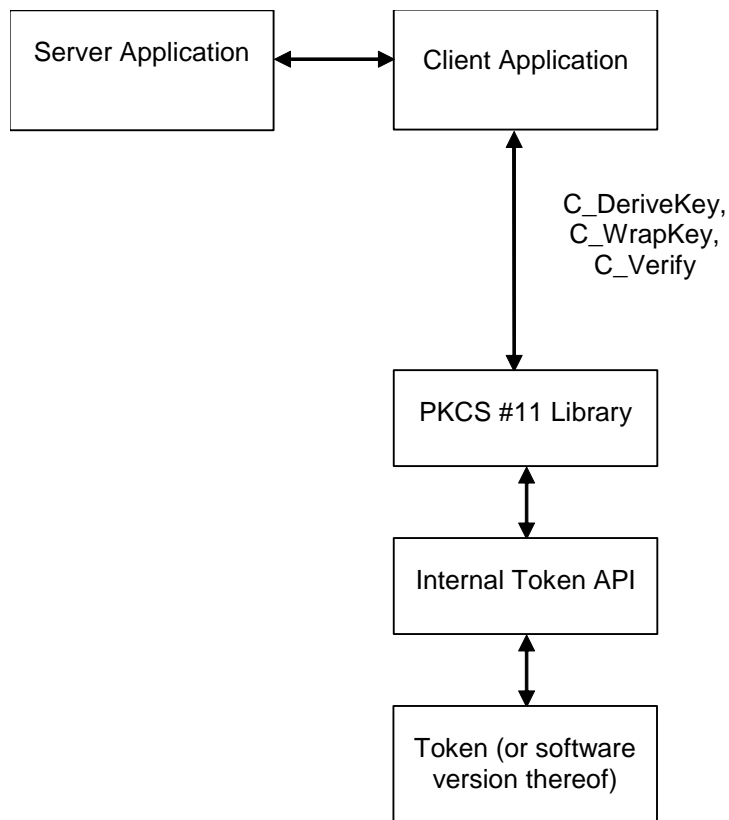 Server Application
Client Application
C_DeriveKey,
C_WrapKey,
C_Verify
PKCS #11 Library
Internal Token API
Token (or software
version thereof)